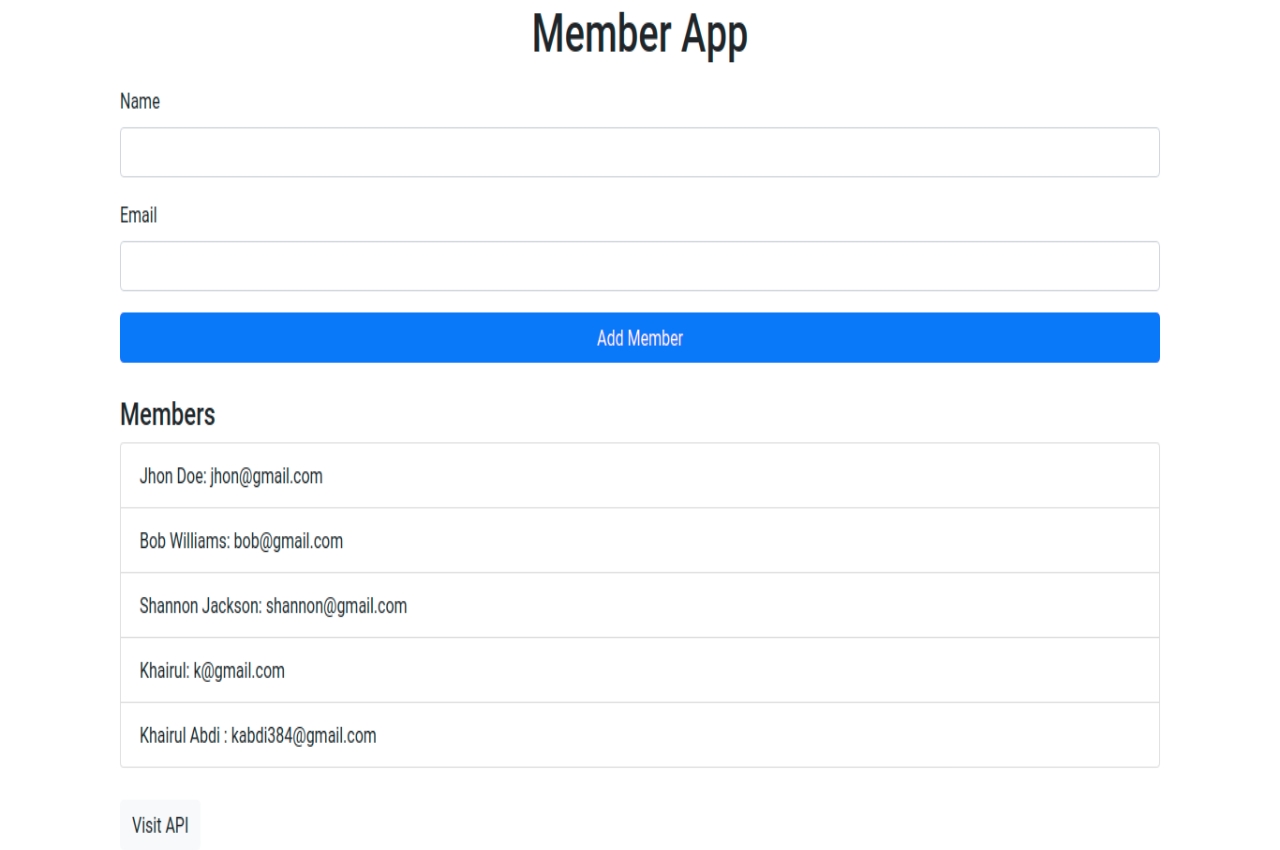 Member App
Name
Email
Add Member
Members
Jhon Doe: jhon@gmail.com
Bob Williams: bob@gmail.com
Shannon Jackson: shannon@gmail.com
Khairul: k@gmail.com
Khairul Abdi : kabdi384@gmail.com
Visit API